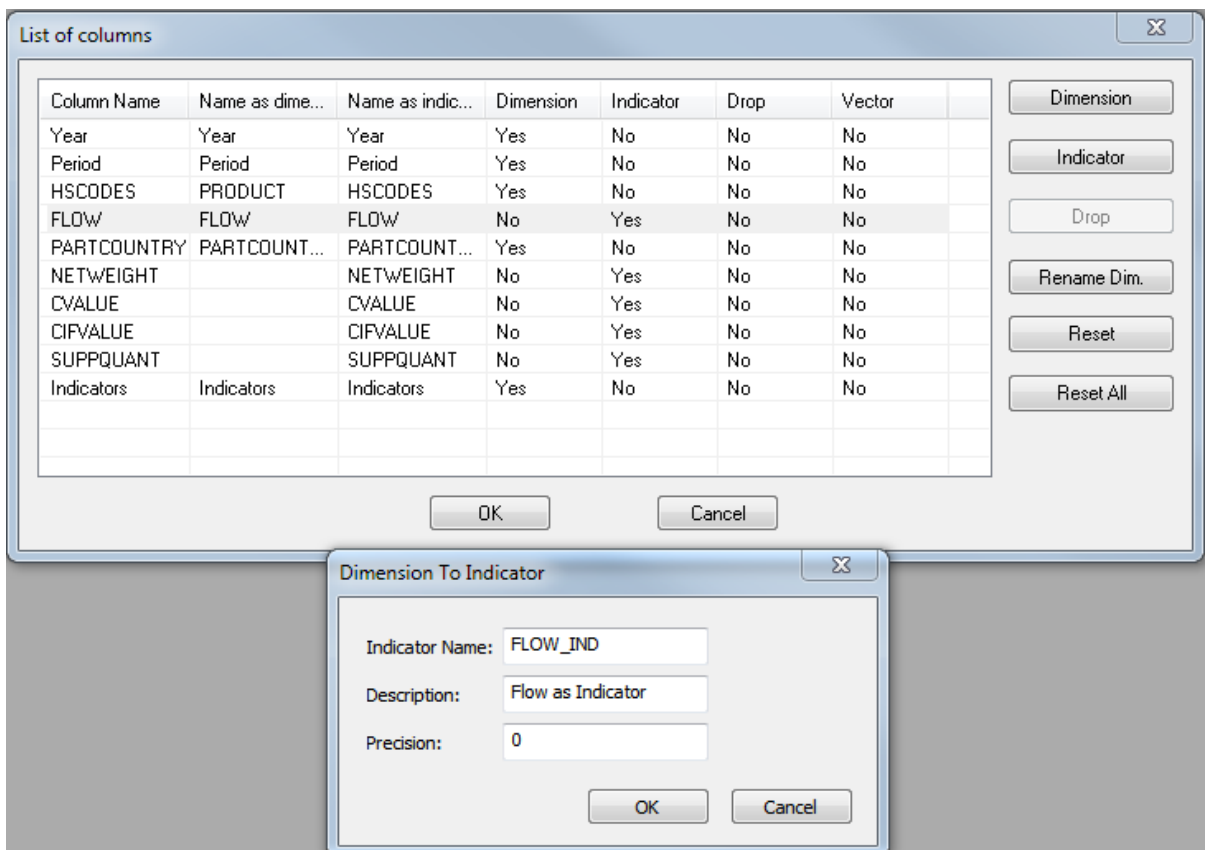 List of columns
Column Name Name as dime... Name as indic... Dimension Indicator Drop Vector
Dimension
Year Year Year Yes No No No
Period Period Period Yes No No No
Indicator
HSCODES PRODUCT HSCODES Yes No No No
FLOW FLOW FLOW No Yes No No
Drop
PARTCOUNTRY PARTCOUNT... PARTCOUNT... Yes No No No
NETWEIGHT NETWEIGHT No Yes No No
Rename Dim.
CVALUE CVALUE No Yes No No
CIFVALUE CIFVALUE No Yes No No
Reset
SUPPQUANT SUPPQUANT No Yes No No
Indicators Indicators Indicators Yes No No No
Reset All
OK Cancel
Dimension To Indicator
Indicator Name: FLOW_IND
Description: Flow as Indicator
Precision: 0
OK Cancel